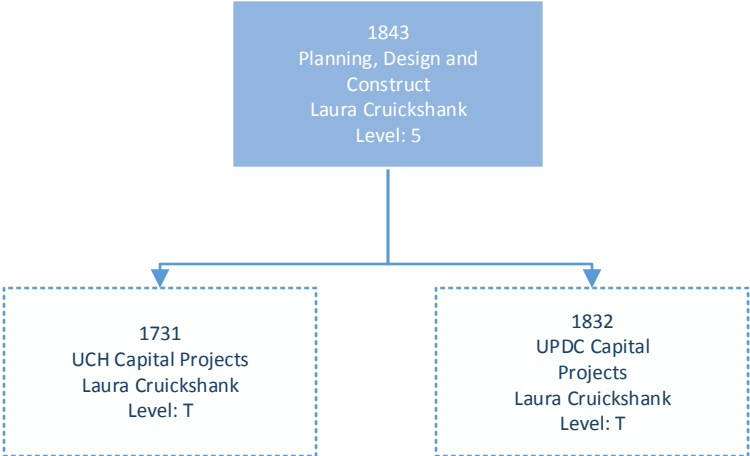 1843
Planning, Design and
Construct
Laura Cruickshank
Level: 5
1731
UCH Capital Projects
Laura Cruickshank
Level: T
1832
UPDC Capital
Projects
Laura Cruickshank
Level: T